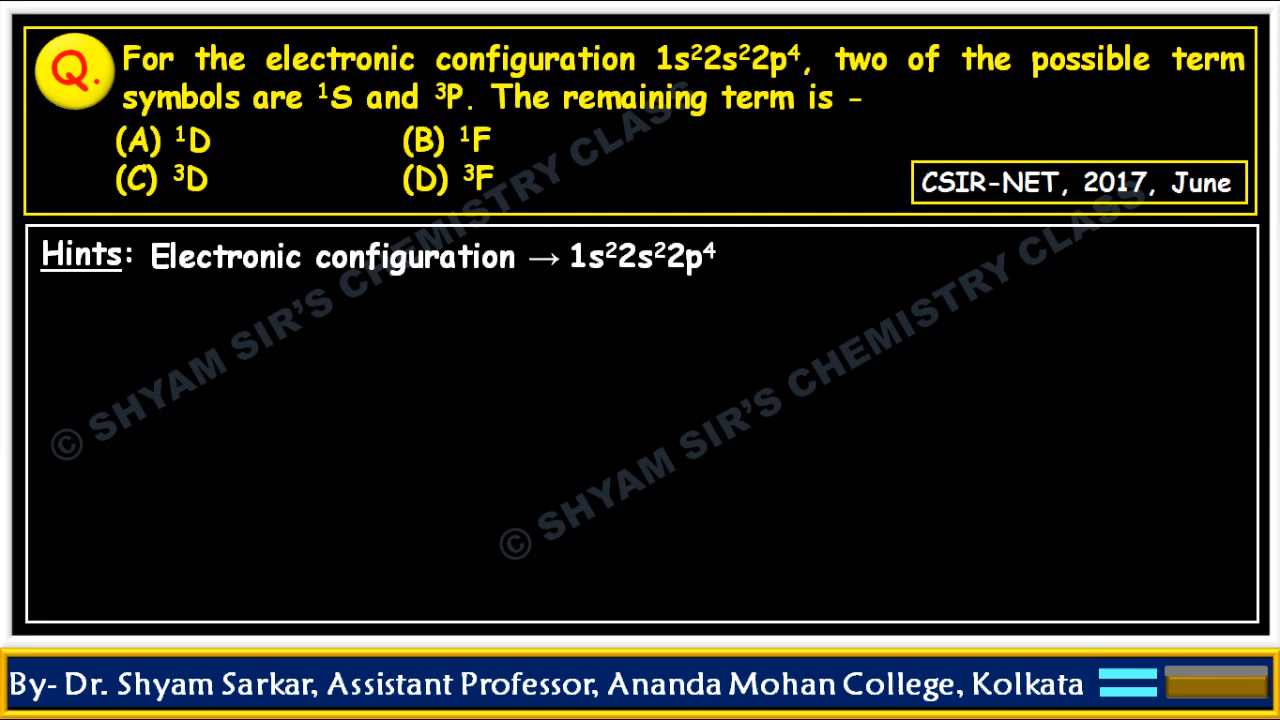 Q. For the electronic configuration 1s²2s²2p⁴, two of the possible term
symbols are ¹S and ³P. The remaining term is -
(A) ¹D (B) ¹F
(C) ³D (D) ³F
CSIR-NET, 2017, June
Hints: Electronic configuration → 1s²2s²2p⁴
© SHYAM SIR'S CHEMISTRY CLASS
© SHYAM SIR'S CHEMISTRY CLASS
By- Dr. Shyam Sarkar, Assistant Professor, Ananda Mohan College, Kolkata